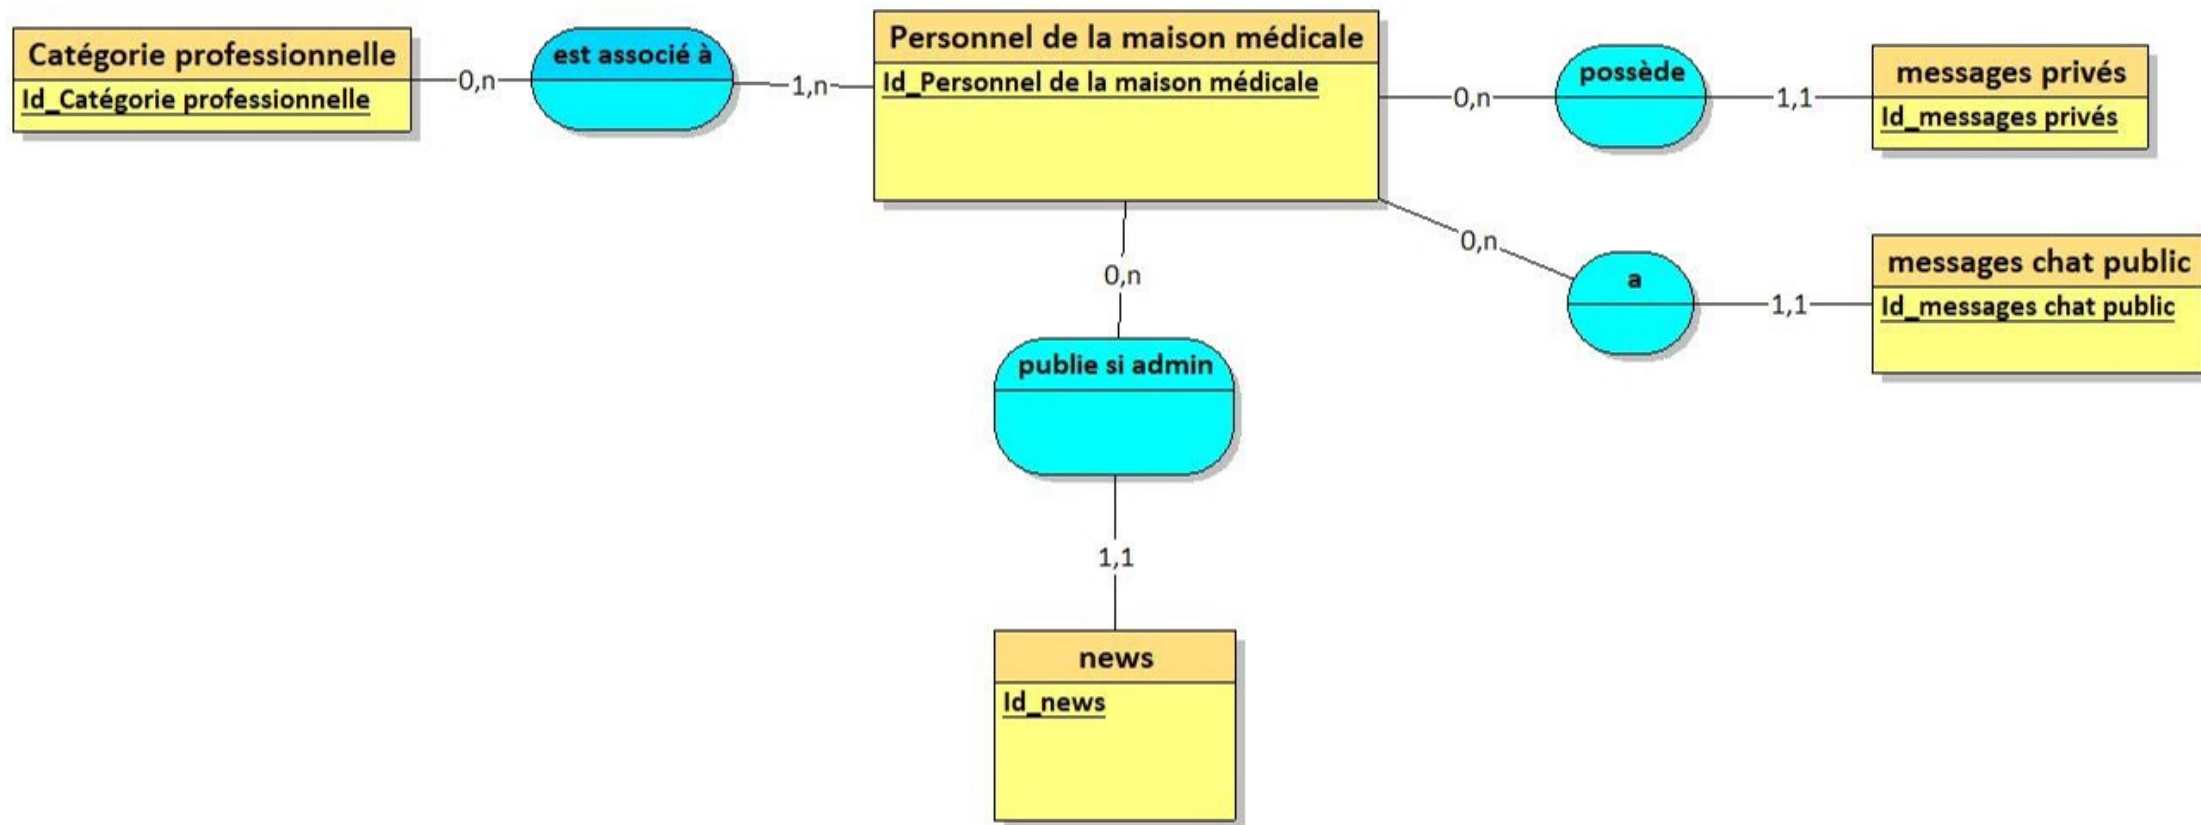 Catégorie professionnelle
Id_Catégorie professionnelle
0,n
est associé à
1,n
Personnel de la maison médicale
Id_Personnel de la maison médicale
0,n
possède
1,1
messages privés
Id_messages privés
0,n
a
1,1
messages chat public
Id_messages chat public
0,n
publie si admin
1,1
news
Id_news